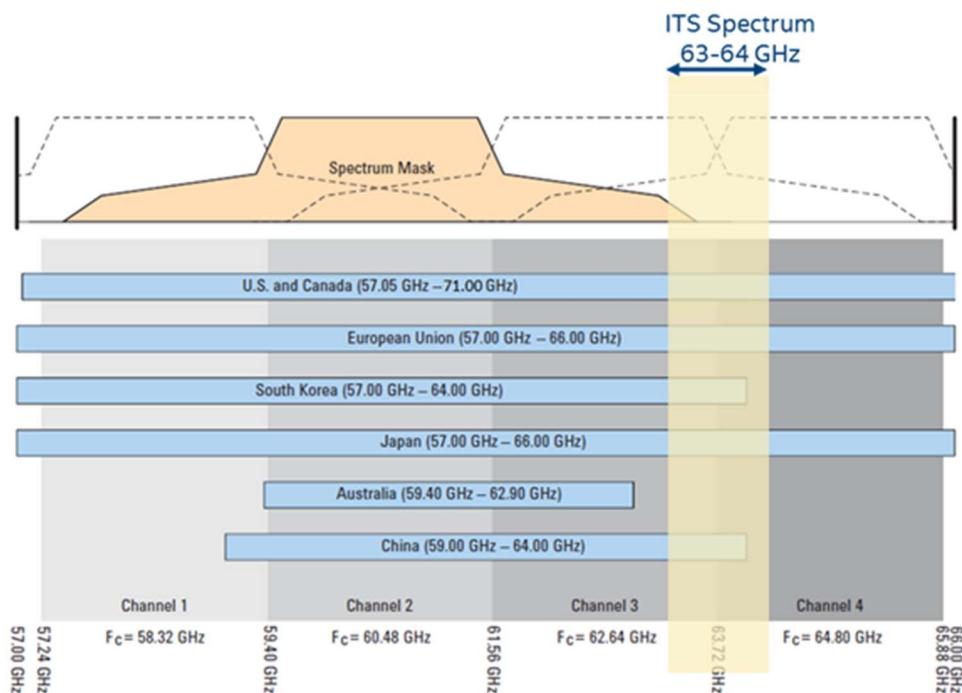 ITS Spectrum
63-64 GHz
Spectrum Mask
U.S. and Canada (57.05 GHz – 71.00 GHz)
European Union (57.00 GHz – 66.00 GHz)
South Korea (57.00 GHz – 64.00 GHz)
Japan (57.00 GHz – 66.00 GHz)
Australia (59.40 GHz – 62.90 GHz)
China (59.00 GHz – 64.00 GHz)
Channel 1
Channel 2
Channel 3
Channel 4
FC= 58.32 GHz
FC= 60.48 GHz
FC= 62.64 GHz
FC= 64.80 GHz
57.00 GHz
57.24 GHz
59.40 GHz
61.56 GHz
63.72 GHz
65.88 GHz
66.00 GHz